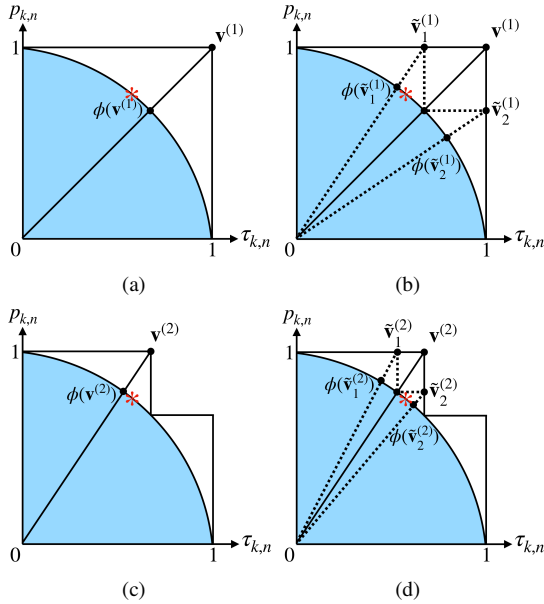 p_{k,n}
1
v^{(1)}
ϕ(v^{(1)})
*
0
1
τ_{k,n}
(a)
p_{k,n}
1
ṽ_1^{(1)}
v^{(1)}
ϕ(ṽ_1^{(1)})
*
ṽ_2^{(1)}
ϕ(ṽ_2^{(1)})
0
1
τ_{k,n}
(b)
p_{k,n}
1
v^{(2)}
ϕ(v^{(2)})
*
0
1
τ_{k,n}
(c)
p_{k,n}
1
ṽ_1^{(2)}
v^{(2)}
ϕ(ṽ_1^{(2)})
ṽ_2^{(2)}
*
ϕ(ṽ_2^{(2)})
0
1
τ_{k,n}
(d)